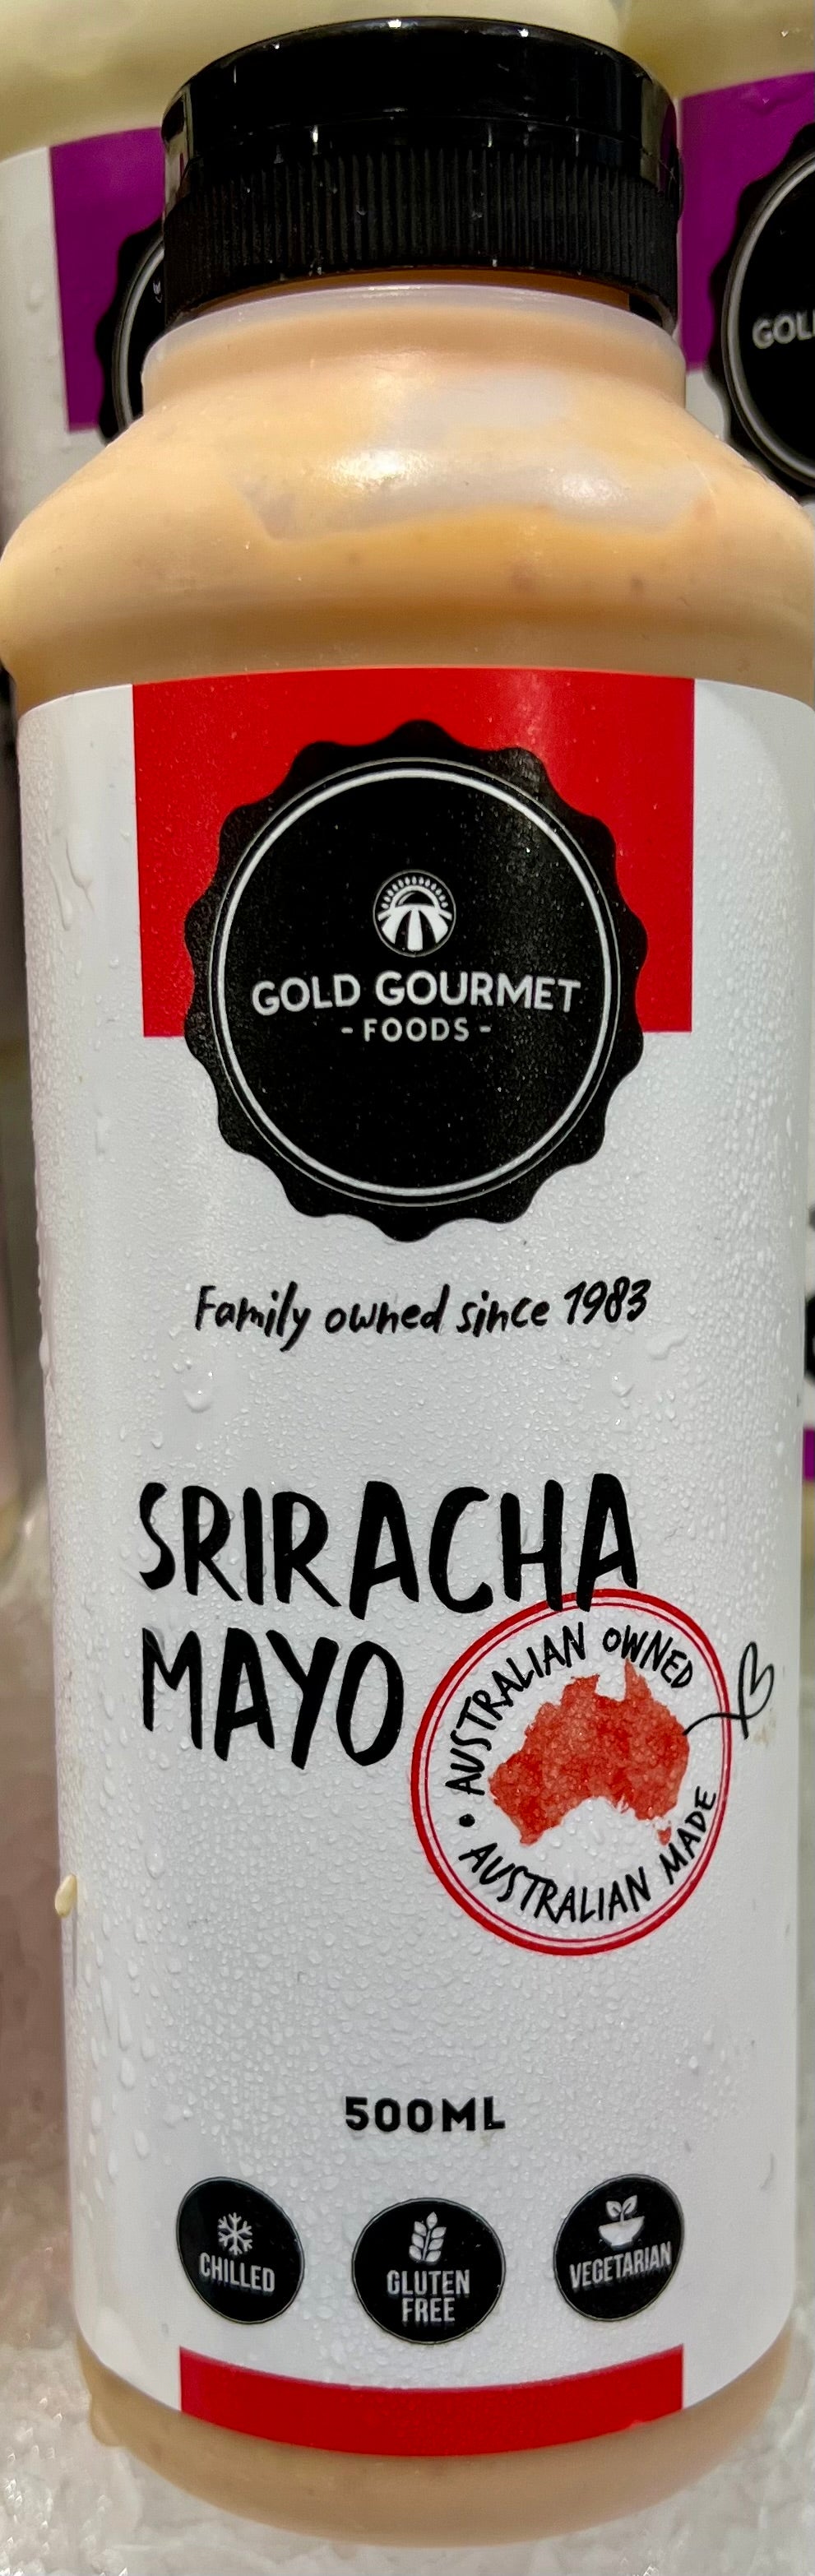 GOLD GOURMET
- FOODS -
Family owned since 1983
SRIRACHA
MAYO
AUSTRALIAN OWNED
• AUSTRALIAN MADE
500ML
CHILLED
GLUTEN
FREE
VEGETARIAN